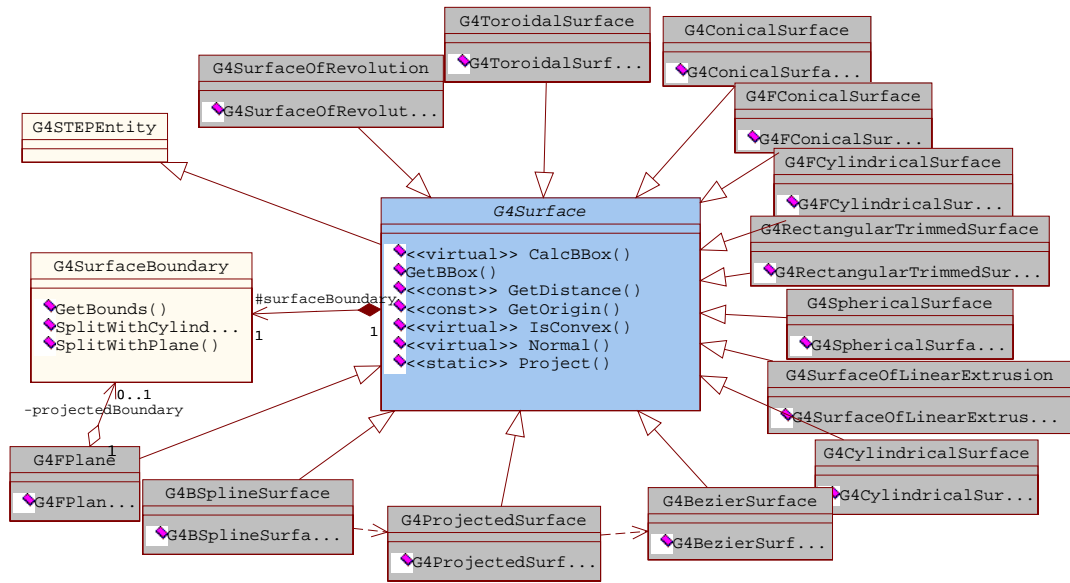 G4ToroidalSurface
G4ToroidalSurf...
G4ConicalSurface
G4ConicalSurfa...
G4SurfaceOfRevolution
G4SurfaceOfRevolut...
G4FConicalSurface
G4FConicalSur...
G4STEPEntity
G4FCylindricalSurface
G4FCylindricalSur...
G4Surface
<<virtual>> CalcBBox()
GetBBox()
<<const>> GetDistance()
<<const>> GetOrigin()
<<virtual>> IsConvex()
<<virtual>> Normal()
<<static>> Project()
G4RectangularTrimmedSurface
G4RectangularTrimmedSur...
G4SurfaceBoundary
GetBounds()
SplitWithCylind...
SplitWithPlane()
#surfaceBoundary
1
1
G4SphericalSurface
G4SphericalSurfa...
G4SurfaceOfLinearExtrusion
G4SurfaceOfLinearExtrus...
0..1
-projectedBoundary
1
G4FPlane
G4FPlan...
G4CylindricalSurface
G4CylindricalSur...
G4BSplineSurface
G4BSplineSurfa...
G4ProjectedSurface
G4ProjectedSurf...
G4BezierSurface
G4BezierSurf...